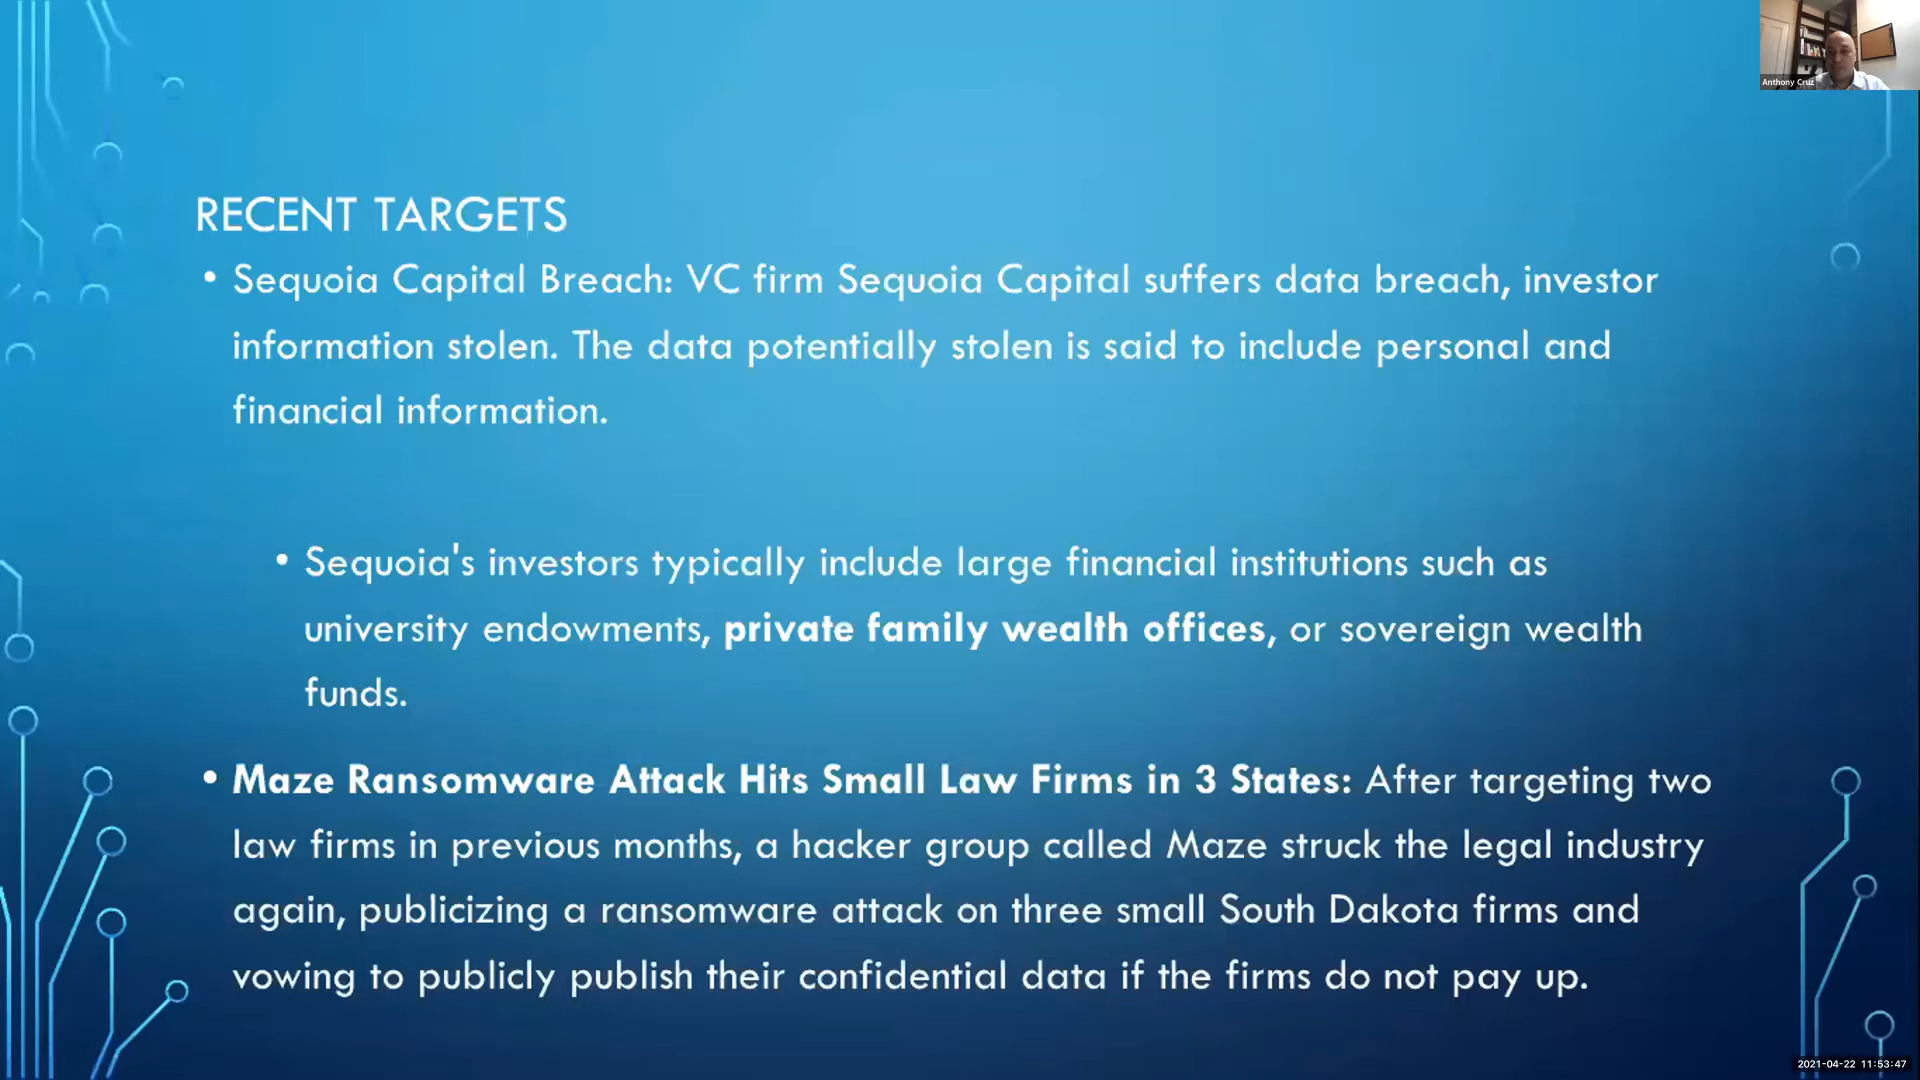 Anthony Cruz
RECENT TARGETS
• Sequoia Capital Breach: VC firm Sequoia Capital suffers data breach, investor
information stolen. The data potentially stolen is said to include personal and
financial information.
• Sequoia's investors typically include large financial institutions such as
university endowments, private family wealth offices, or sovereign wealth
funds.
• Maze Ransomware Attack Hits Small Law Firms in 3 States: After targeting two
law firms in previous months, a hacker group called Maze struck the legal industry
again, publicizing a ransomware attack on three small South Dakota firms and
vowing to publicly publish their confidential data if the firms do not pay up.
2021-04-22 11:53:47